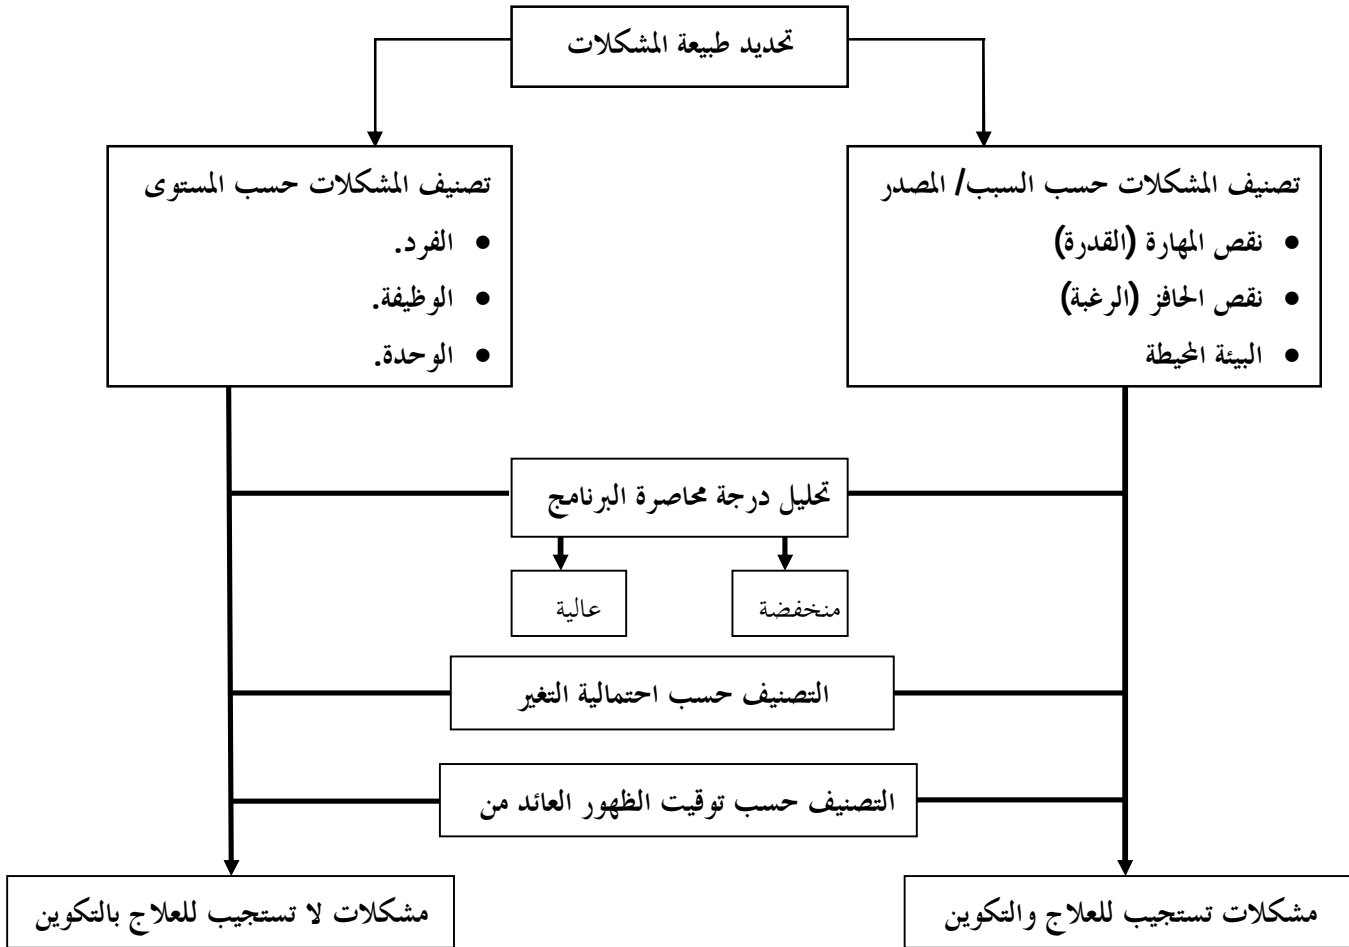 تحديد طبيعة المشكلات
تصنيف المشكلات حسب السبب/ المصدر
• نقص المهارة (القدرة)
• نقص الحافز (الرغبة)
• البيئة المحيطة
تصنيف المشكلات حسب المستوى
• الفرد.
• الوظيفة.
• الوحدة.
تحليل درجة محاصرة البرنامج
منخفضة
عالية
التصنيف حسب احتمالية التغير
التصنيف حسب توقيت الظهور العائد من
مشكلات تستجيب للعلاج والتكوين
مشكلات لا تستجيب للعلاج بالتكوين